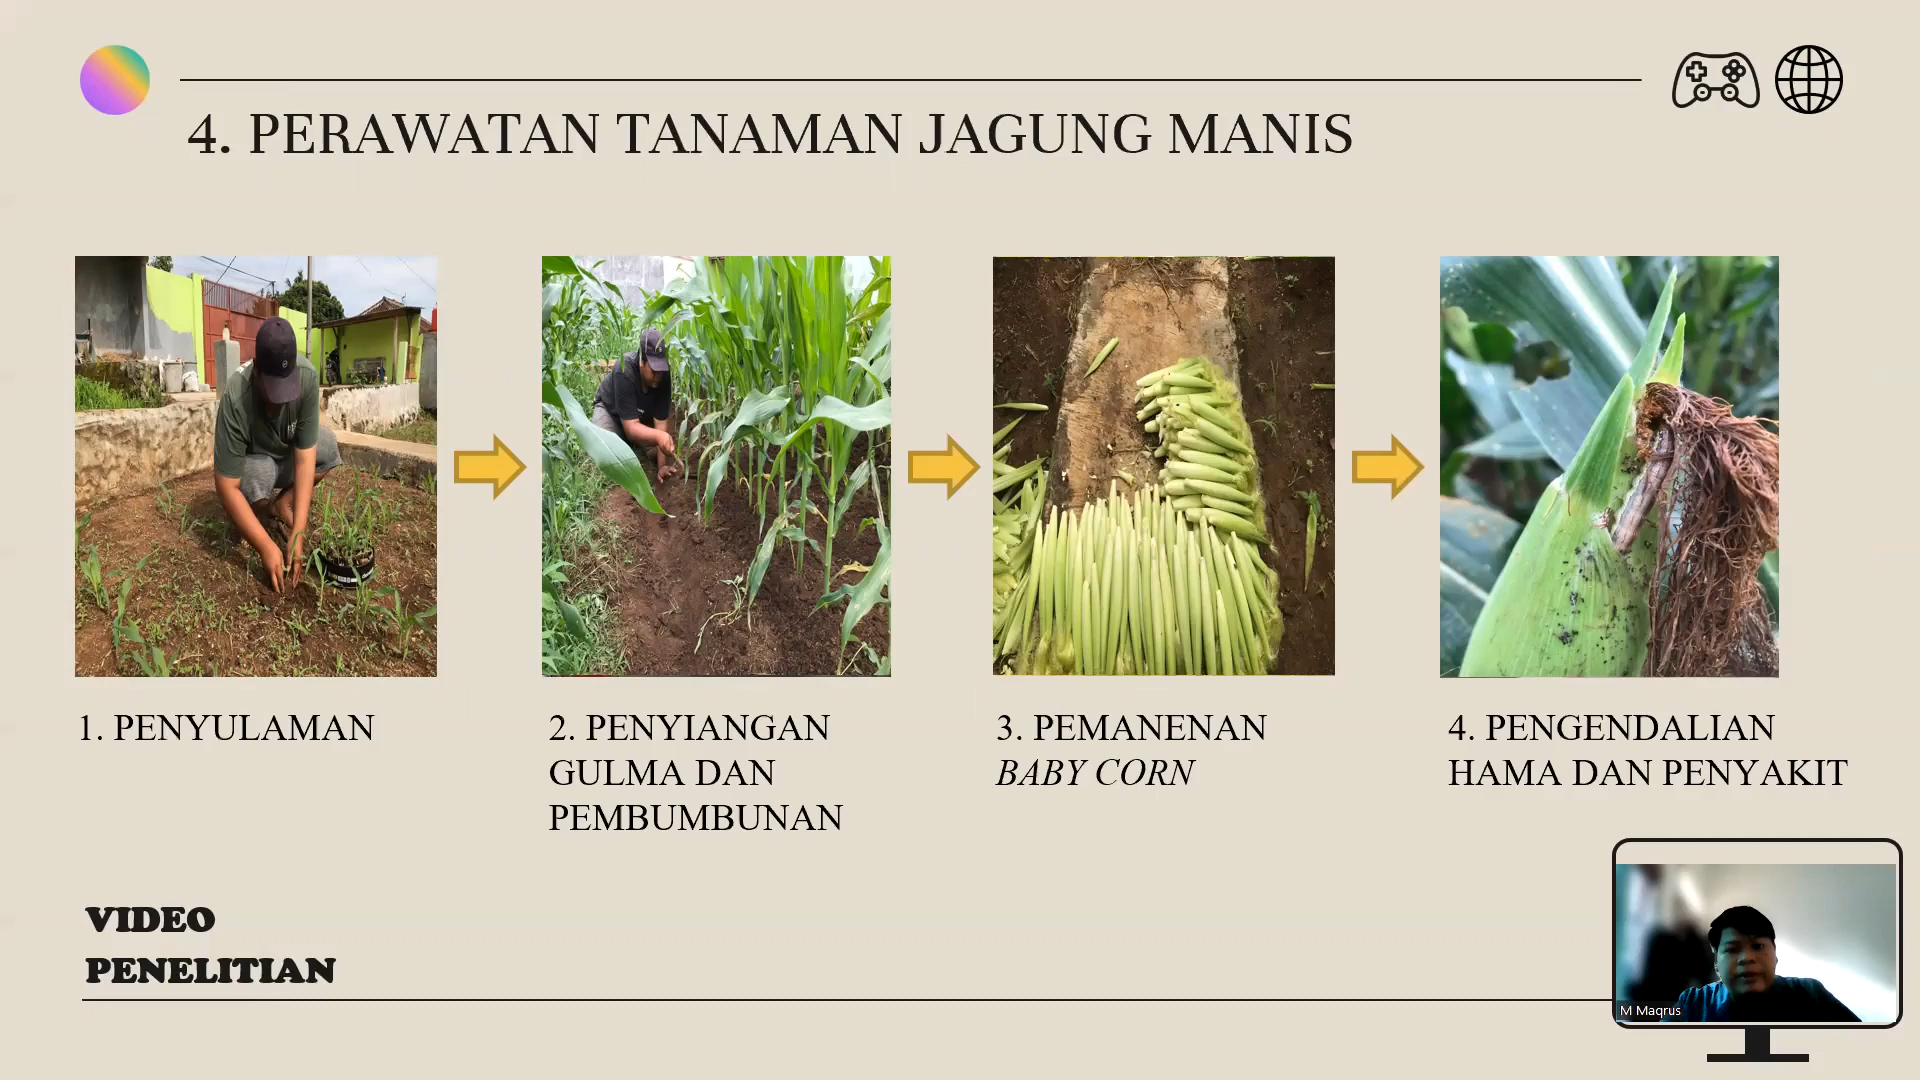 4. PERAWATAN TANAMAN JAGUNG MANIS
1. PENYULAMAN
2. PENYIANGAN
GULMA DAN
PEMBUMBUNAN
3. PEMANENAN
BABY CORN
4. PENGENDALIAN
HAMA DAN PENYAKIT
VIDEO
PENELITIAN
M Maqrus